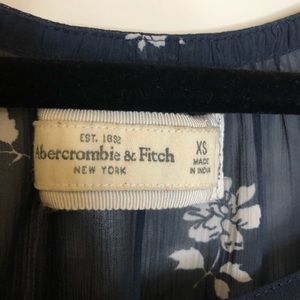 EST. 1892
Abercrombie & Fitch
NEW YORK
XS
MADE
IN INDIA